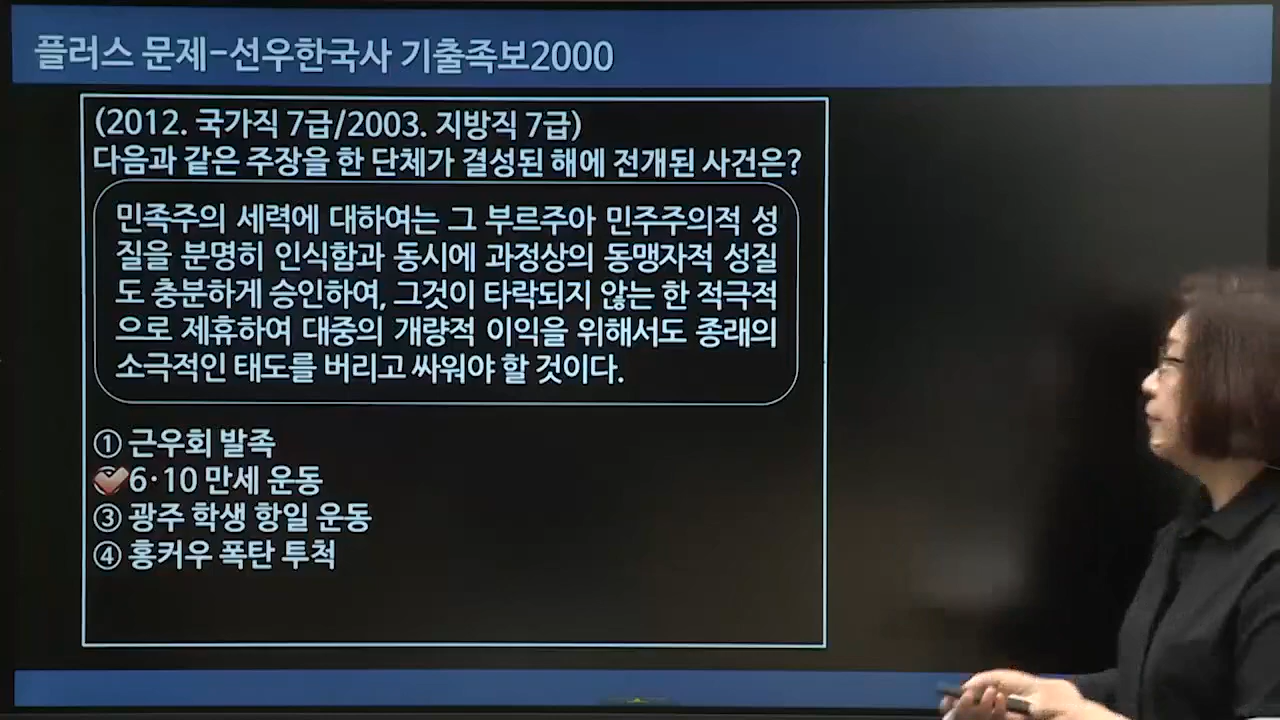 플러스 문제-선우한국사 기출족보2000
(2012. 국가직 7급/2003. 지방직 7급)
다음과 같은 주장을 한 단체가 결성된 해에 전개된 사건은?
민족주의 세력에 대하여는 그 부르주아 민주주의적 성
질을 분명히 인식함과 동시에 과정상의 동맹자적 성질
도 충분하게 승인하여, 그것이 타락되지 않는 한 적극적
으로 제휴하여 대중의 개량적 이익을 위해서도 종래의
소극적인 태도를 버리고 싸워야 할 것이다.
① 근우회 발족
6·10 만세 운동
③ 광주 학생 항일 운동
④ 홍커우 폭탄 투척